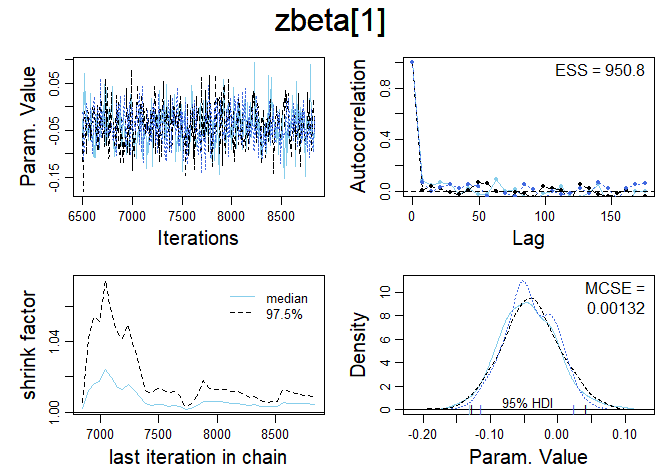 zbeta[1]
Param. Value
0.05
-0.05
-0.15
6500 7000 7500 8000 8500
Iterations
Autocorrelation
0.8
0.4
0.0
ESS = 950.8
0 50 100 150
Lag
shrink factor
1.04
1.00
median
97.5%
7000 7500 8000 8500
last iteration in chain
Density
10
8
6
4
2
0
MCSE =
0.00132
95% HDI
-0.20 -0.10 0.00 0.10
Param. Value